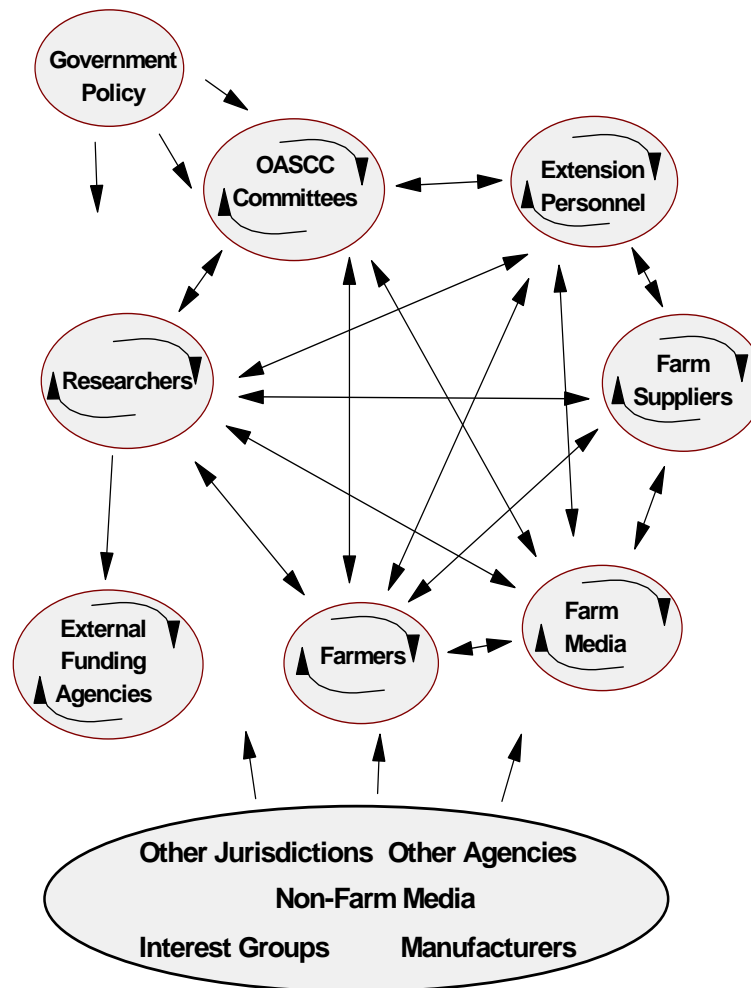 Government
Policy
OASCC
Committees
Extension
Personnel
Researchers
Farm
Suppliers
External
Funding
Agencies
Farmers
Farm
Media
Other Jurisdictions Other Agencies
Non-Farm Media
Interest Groups Manufacturers